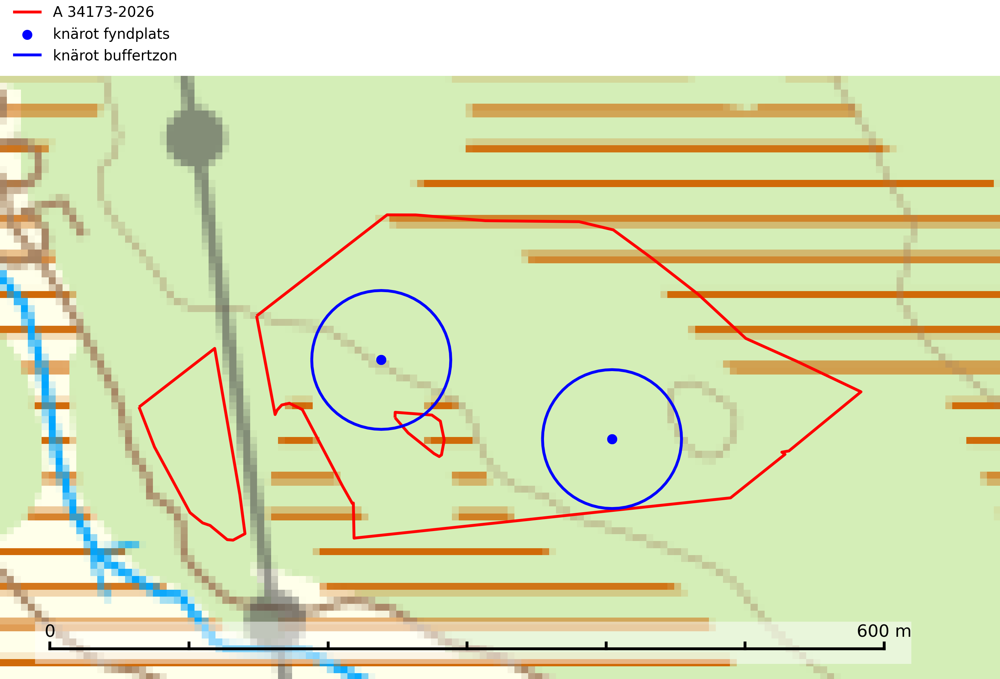 A 34173-2026
knärot fyndplats
knärot buffertzon
0
600 m